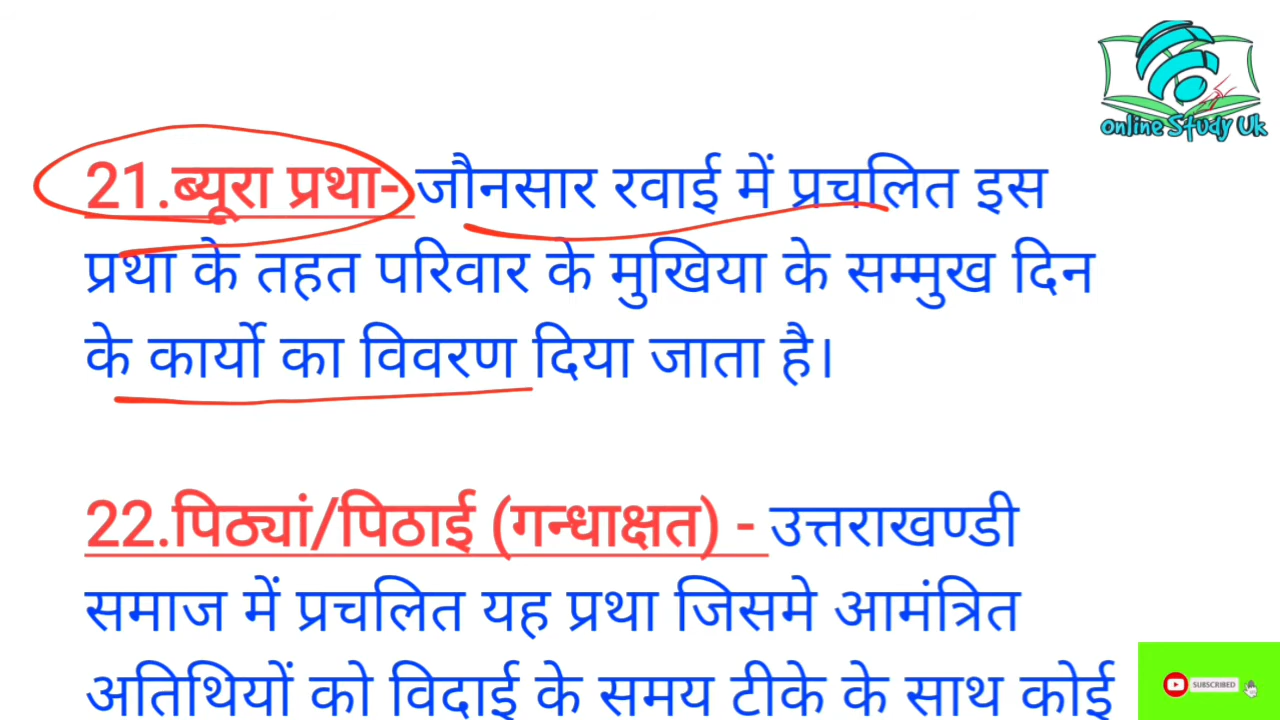 Online Study Uk
21.ब्यूरा प्रथा- जौनसार रवाई में प्रचलित इस
प्रथा के तहत परिवार के मुखिया के सम्मुख दिन
के कार्यो का विवरण दिया जाता है।
22.पिठ्यां/पिठाई (गन्धाक्षत) - उत्तराखण्डी
समाज में प्रचलित यह प्रथा जिसमे आमंत्रित
अतिथियों को विदाई के समय टीके के साथ कोई
SUBSCRIBED